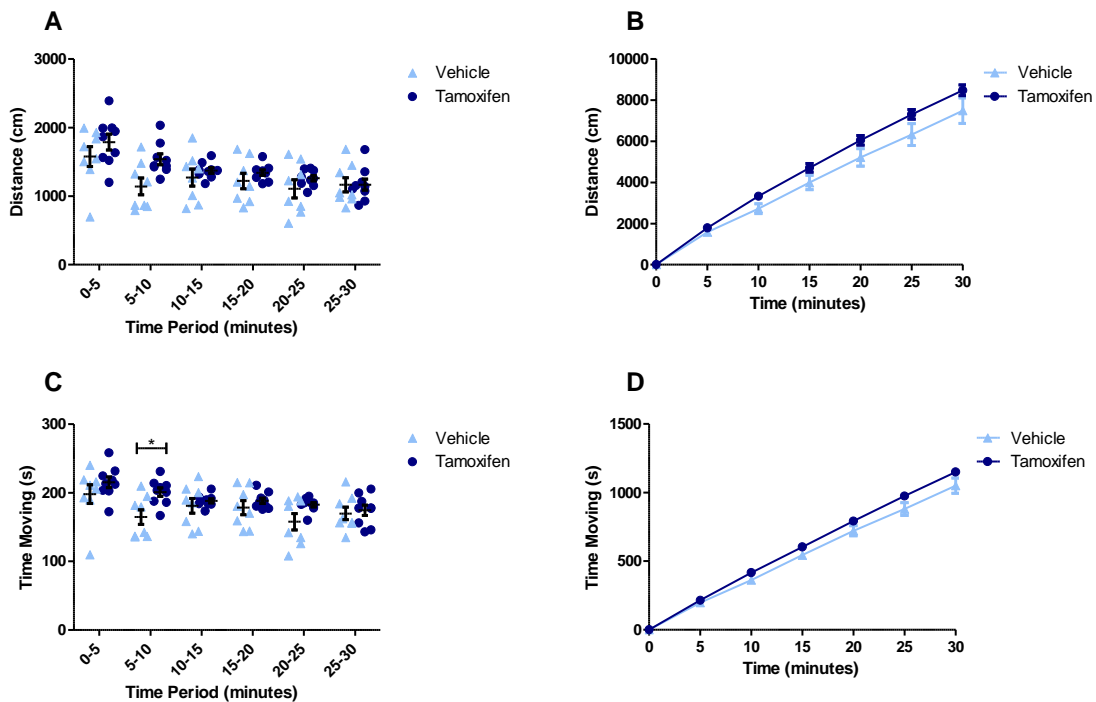 A
3000
2000
1000
0
Distance (cm)
0-5
5-10
10-15
15-20
20-25
25-30
Time Period (minutes)
Vehicle
Tamoxifen
B
10000
8000
6000
4000
2000
0
Distance (cm)
0
5
10
15
20
25
30
Time (minutes)
Vehicle
Tamoxifen
C
300
200
100
0
Time Moving (s)
*
0-5
5-10
10-15
15-20
20-25
25-30
Time Period (minutes)
Vehicle
Tamoxifen
D
1500
1000
500
0
Time Moving (s)
0
5
10
15
20
25
30
Time (minutes)
Vehicle
Tamoxifen